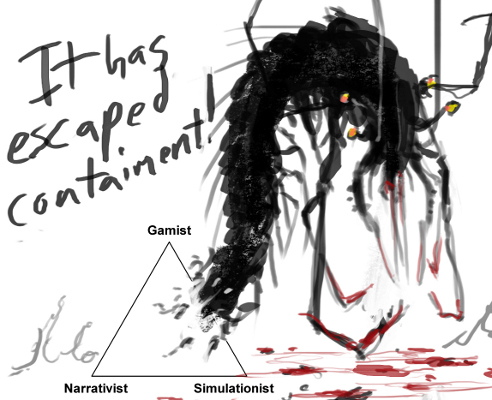 It has
escaped
contaiment!
Gamist
Narrativist
Simulationist